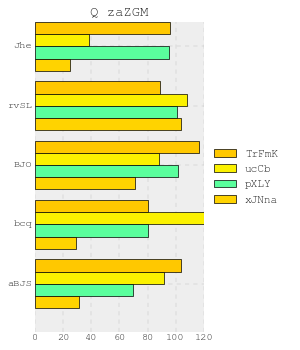 Q zaZGM
Jhe
rvSL
BJO
bcq
aBJS
0 20 40 60 80 100 120
TrFmK
ucCb
pXLY
xJNna